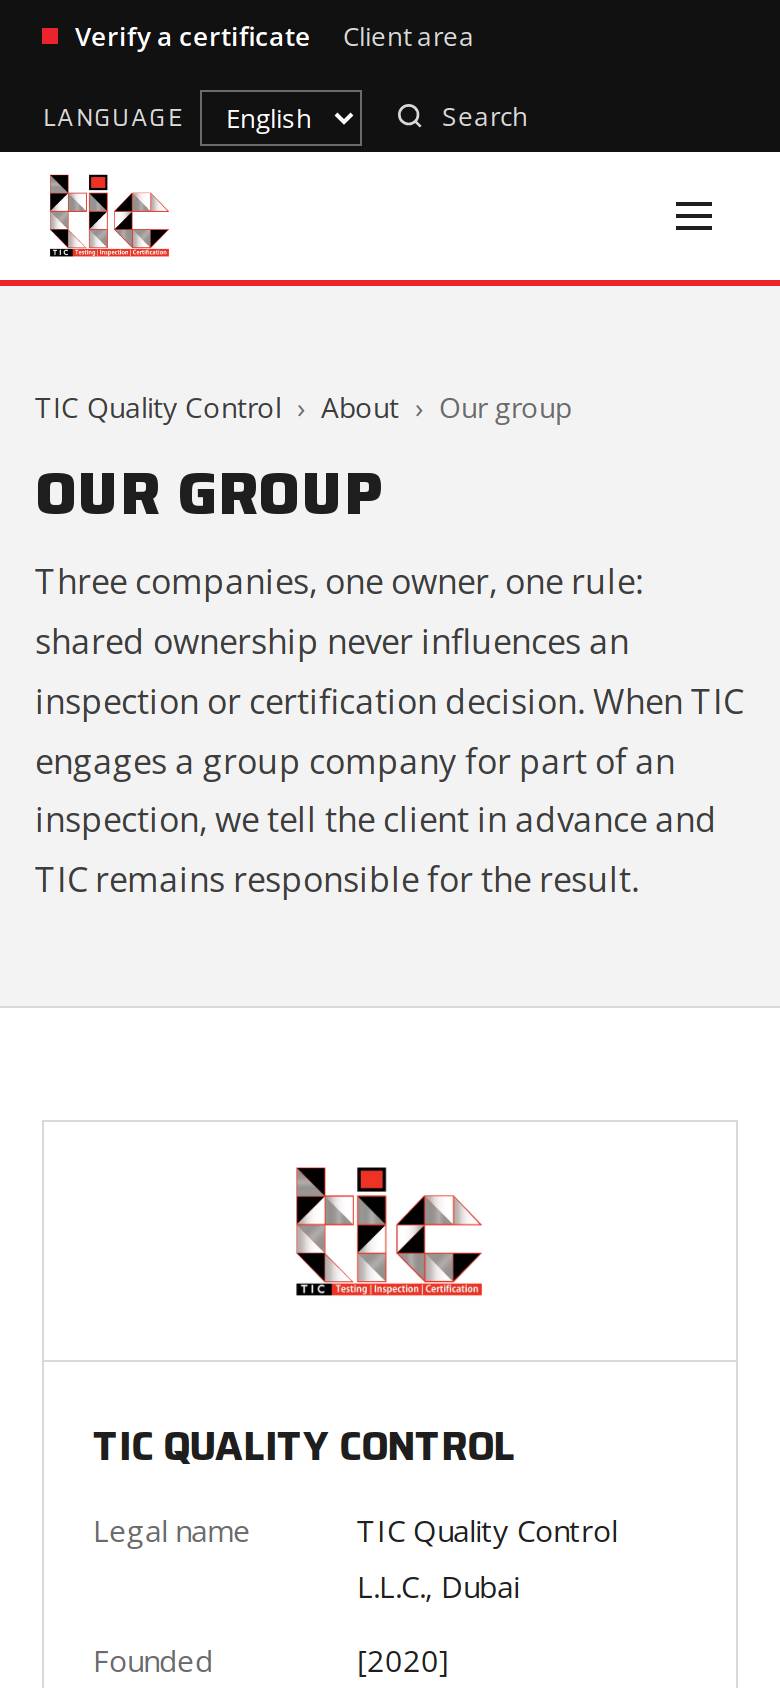 Verify a certificate Client area
LANGUAGE English Search
tic
TIC Testing | Inspection | Certification
TIC Quality Control › About › Our group
OUR GROUP
Three companies, one owner, one rule:
shared ownership never influences an
inspection or certification decision. When TIC
engages a group company for part of an
inspection, we tell the client in advance and
TIC remains responsible for the result.
tic
TIC Testing | Inspection | Certification
TIC QUALITY CONTROL
Legal name TIC Quality Control
L.L.C., Dubai
Founded [2020]